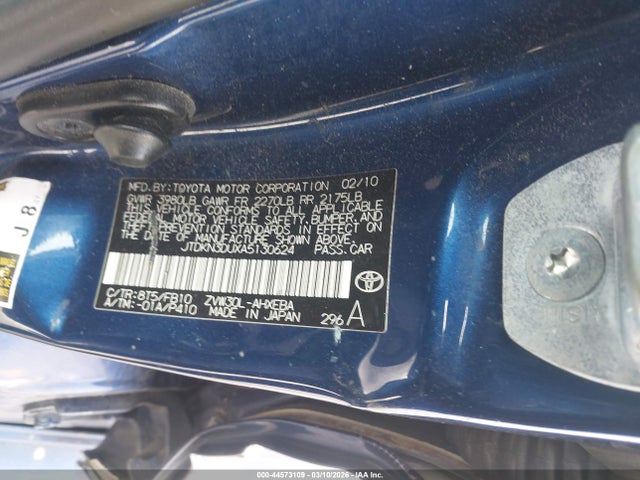 MFD.BY:TOYOTA MOTOR CORPORATION 02/10
GVWR 3980LB GAWR FR 2270LB RR 2175LB
THIS VEHICLE CONFORMS TO ALL APPLICABLE
FEDERAL MOTOR VEHICLE SAFETY, BUMPER, AND
THEFT PREVENTION STANDARDS IN EFFECT ON THE
DATE OF MANUFACTURE SHOWN ABOVE.
JTDKN3DUXA5130624 PASS.CAR
C/TR:8T5/FB10 ZVW30L-AHXEBA
A/TM:-01A/P410 MADE IN JAPAN 296 A
J 8
00-44573109 | 03/10/2026 | IAA, Inc.